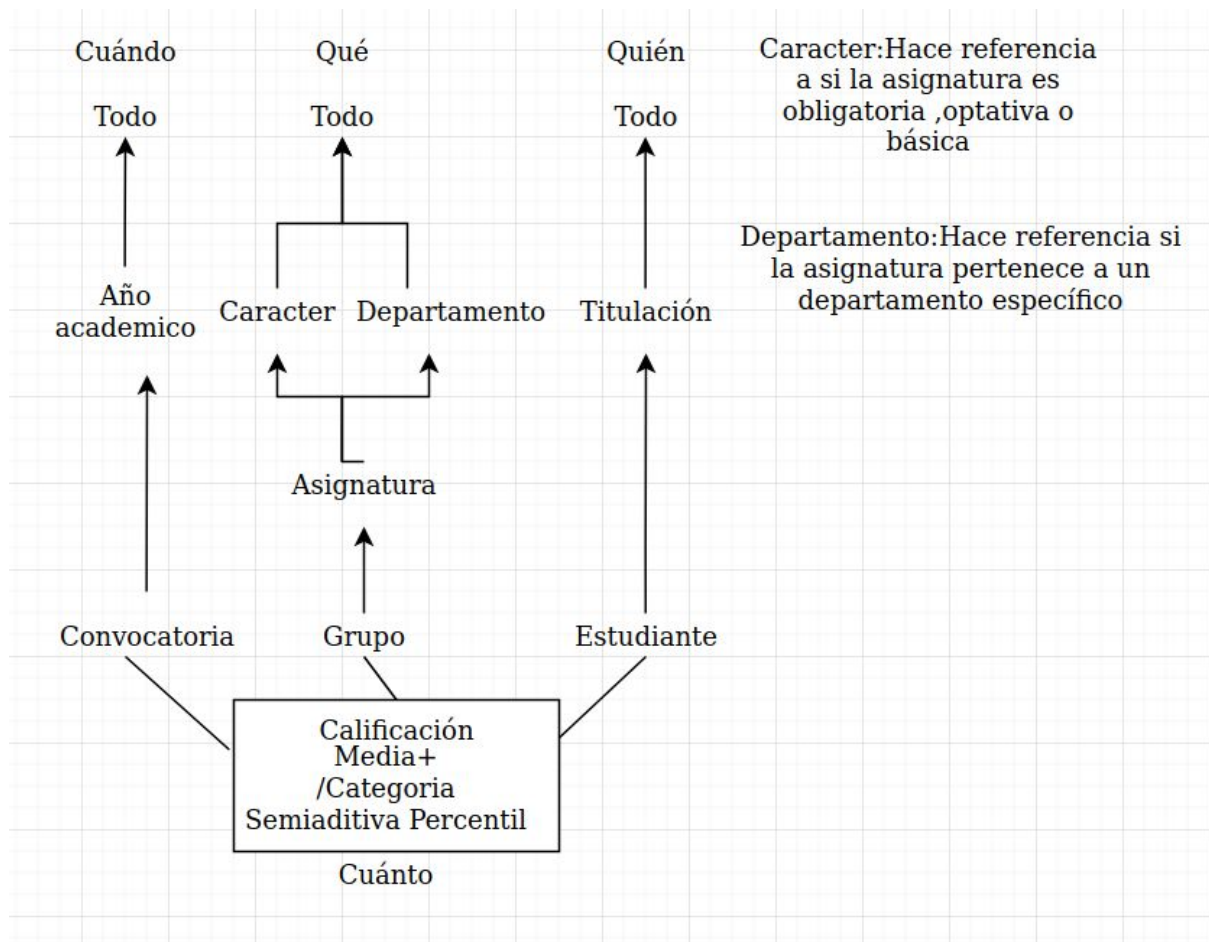 Cuándo
Qué
Quién
Todo
Todo
Todo
Caracter:Hace referencia
a si la asignatura es
obligatoria ,optativa o
básica
Departamento:Hace referencia si
la asignatura pertenece a un
departamento específico
Año
academico
Caracter
Departamento
Titulación
Asignatura
Convocatoria
Grupo
Estudiante
Calificación
Media+
/Categoria
Semiaditiva Percentil
Cuánto